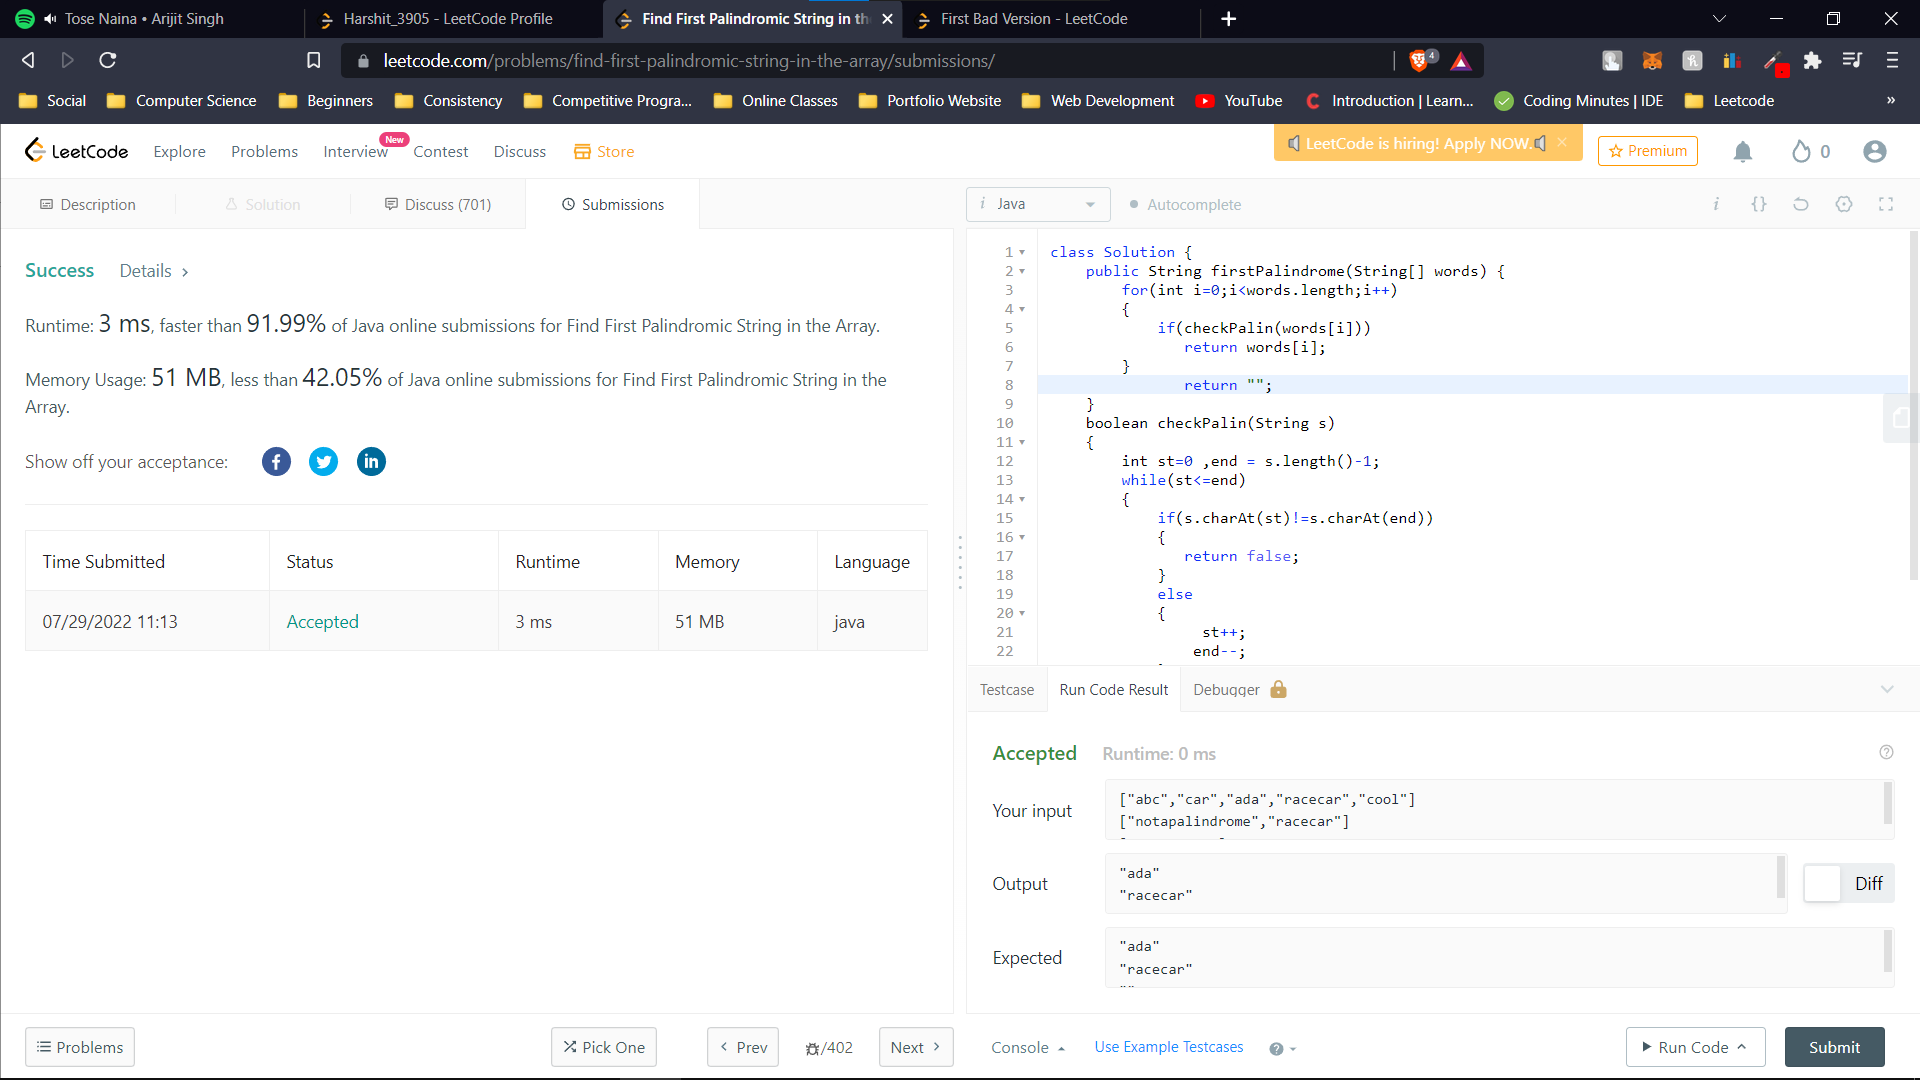 Tose Naina • Arijit Singh
Harshit_3905 - LeetCode Profile
Find First Palindromic String in th
First Bad Version - LeetCode
leetcode.com/problems/find-first-palindromic-string-in-the-array/submissions/
4
Social
Computer Science
Beginners
Consistency
Competitive Progra...
Online Classes
Portfolio Website
Web Development
YouTube
Introduction | Learn...
Coding Minutes | IDE
Leetcode
»
LeetCode
Explore
Problems
Interview
New
Contest
Discuss
Store
LeetCode is hiring! Apply NOW.
Premium
0
Description
Solution
Discuss (701)
Submissions
Success
Details
Runtime: 3 ms, faster than 91.99% of Java online submissions for Find First Palindromic String in the Array.
Memory Usage: 51 MB, less than 42.05% of Java online submissions for Find First Palindromic String in the
Array.
Show off your acceptance:
Time Submitted Status Runtime Memory Language
07/29/2022 11:13 Accepted 3 ms 51 MB java
i Java
Autocomplete
i {}
1 class Solution {
2 public String firstPalindrome(String[] words) {
3 for(int i=0;i<words.length;i++)
4 {
5 if(checkPalin(words[i]))
6 return words[i];
7 }
8 return "";
9 }
10 boolean checkPalin(String s)
11 {
12 int st=0 ,end = s.length()-1;
13 while(st<=end)
14 {
15 if(s.charAt(st)!=s.charAt(end))
16 {
17 return false;
18 }
19 else
20 {
21 st++;
22 end--;
Testcase
Run Code Result
Debugger
Accepted
Runtime: 0 ms
Your input
["abc","car","ada","racecar","cool"]
["notapalindrome","racecar"]
Output
"ada"
"racecar"
Diff
Expected
"ada"
"racecar"
Problems
Pick One
Prev
/402
Next
Console
Use Example Testcases
Run Code
Submit